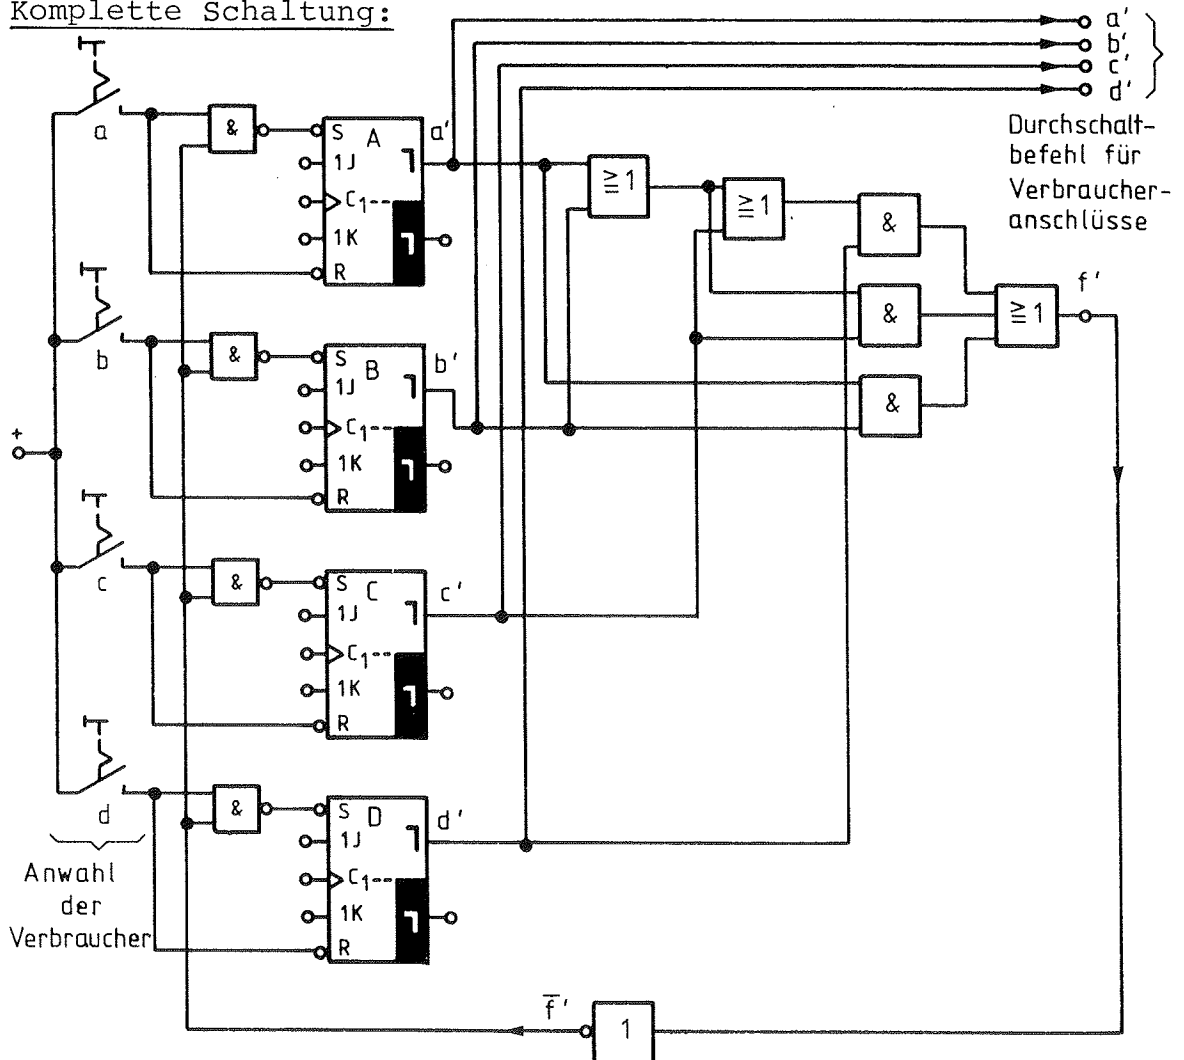 Komplette Schaltung:
a'
b'
c'
d'
Durchschalt-
befehl für
Verbraucher-
anschlüsse
a
&
S
A
1J
C1
1K
R
a'
≧1
≧1
&
&
&
≧1
f'
b
&
S
B
1J
C1
1K
R
b'
+
c
&
S
C
1J
C1
1K
R
c'
d
&
S
D
1J
C1
1K
R
d'
Anwahl
der
Verbraucher
f̅'
1